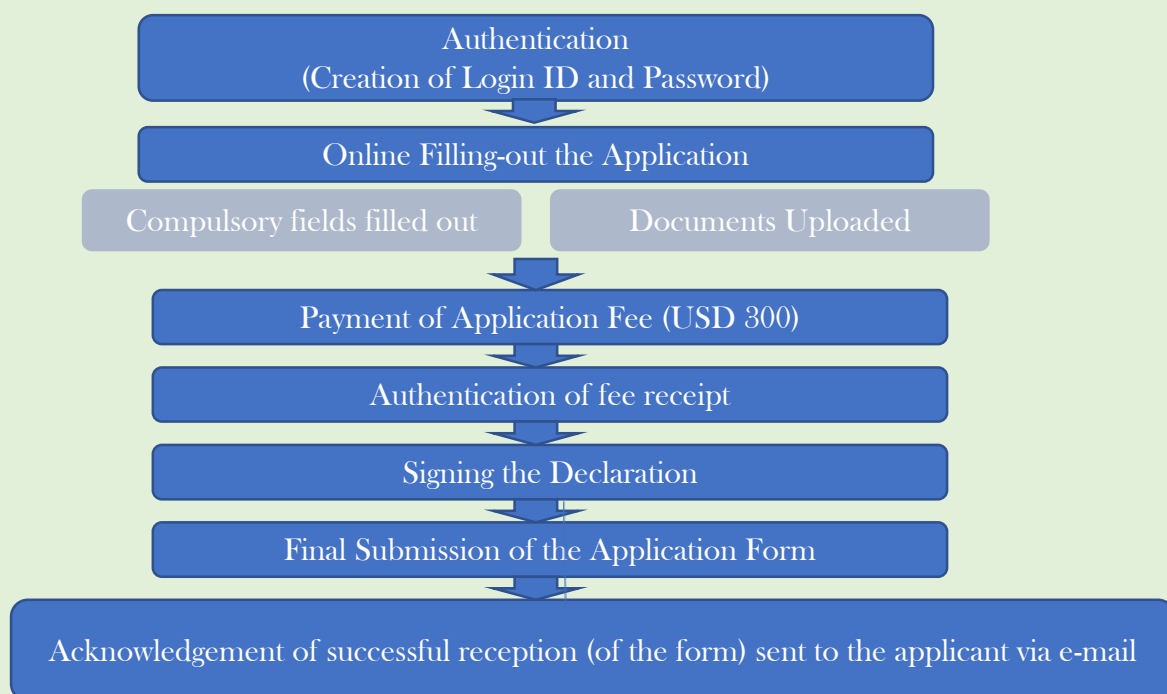 Authentication
(Creation of Login ID and Password)
Online Filling-out the Application
Compulsory fields filled out
Documents Uploaded
Payment of Application Fee (USD 300)
Authentication of fee receipt
Signing the Declaration
Final Submission of the Application Form
Acknowledgement of successful reception (of the form) sent to the applicant via e-mail